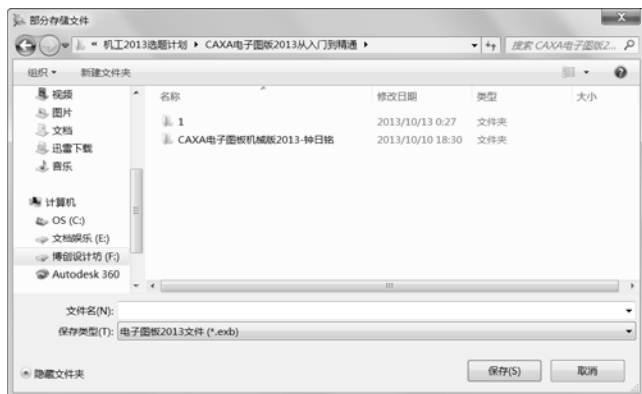 部分存储文件
« 机工2013选题计划 ▸ CAXA电子图版2013从入门到精通 ▸
搜索 CAXA电子图版2...
组织 新建文件夹
名称 修改日期 类型 大小
视频
图片
文档
迅雷下载
音乐
计算机
OS (C:)
文档娱乐 (E:)
博创设计坊 (F:)
Autodesk 360
1 2013/10/13 0:27 文件夹
CAXA电子图板机械版2013-钟日铭 2013/10/10 18:30 文件夹
文件名(N):
保存类型(T): 电子图板2013文件 (*.exb)
隐藏文件夹 保存(S) 取消